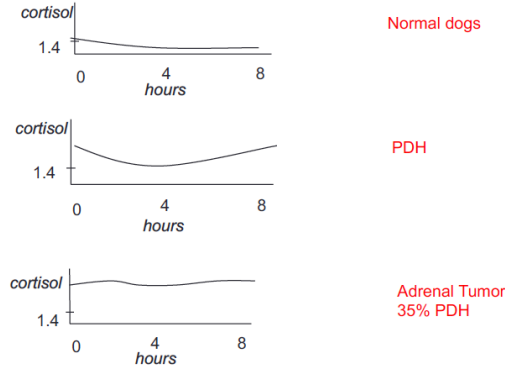 cortisol
Normal dogs
1.4
0 4 8
hours
cortisol
PDH
1.4
0 4 8
hours
cortisol
Adrenal Tumor
35% PDH
1.4
0 4 8
hours